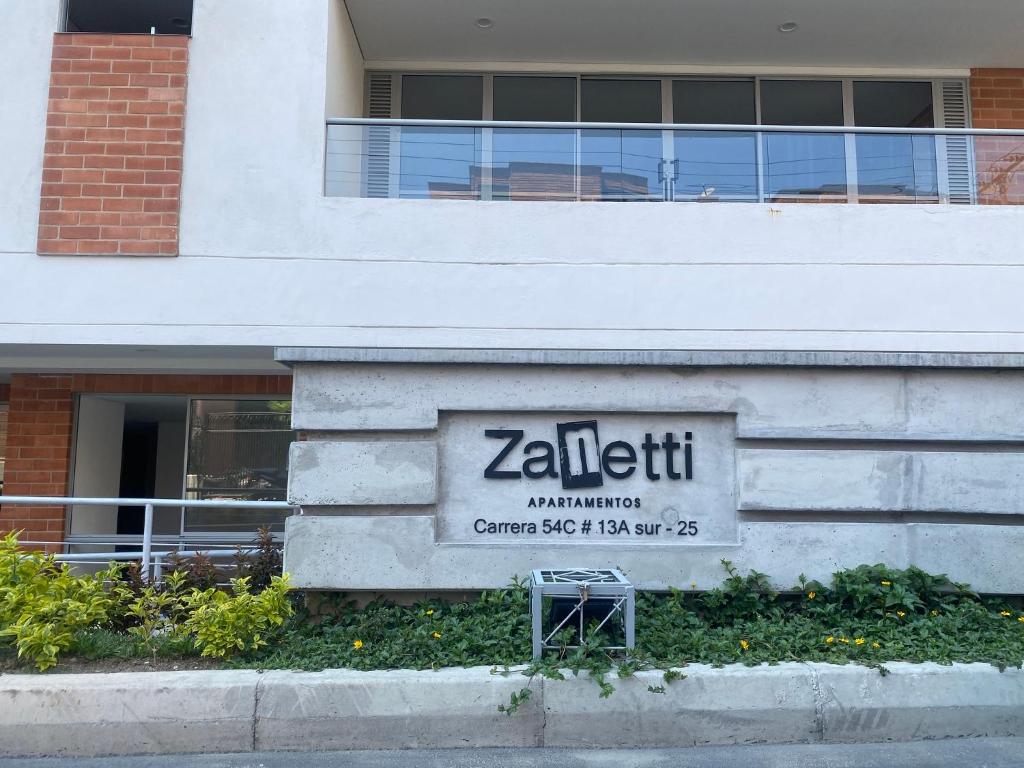 Zanetti
APARTAMENTOS
Carrera 54C # 13A sur - 25